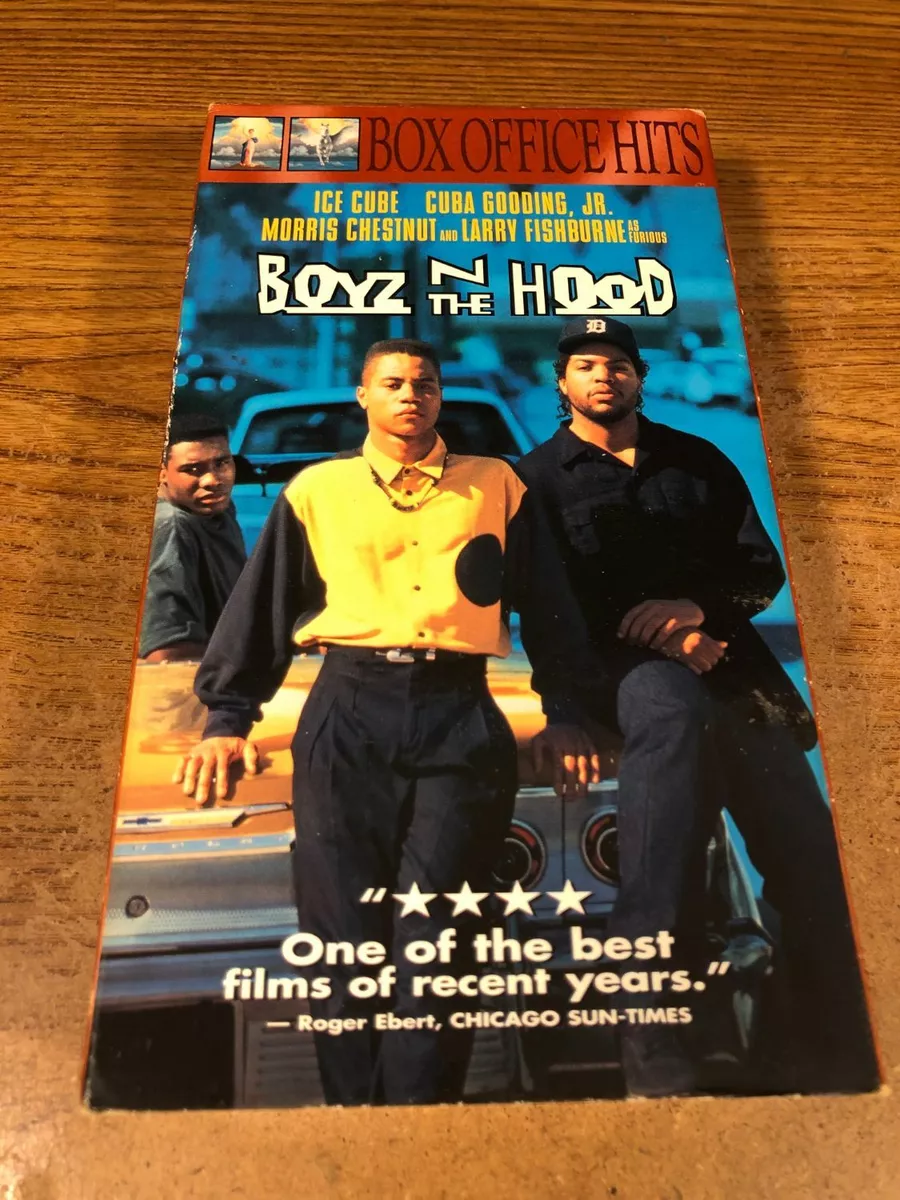 BOX OFFICE HITS
ICE CUBE CUBA GOODING, JR.
MORRIS CHESTNUT AND LARRY FISHBURNE AS FURIOUS
BOYZ N THE HOOD
D
"★★★★
One of the best
films of recent years."
— Roger Ebert, CHICAGO SUN-TIMES